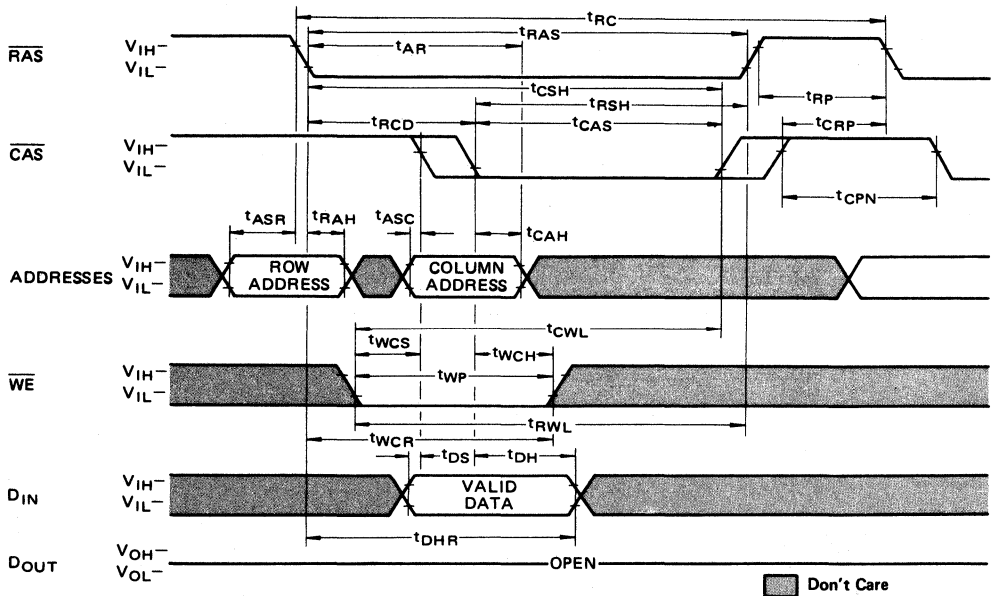 tRC
tRAS
tAR
RAS
VIH–
VIL–
tCSH
tRSH
tRP
tRCD
tCAS
tCRP
CAS
VIH–
VIL–
tCPN
tASR
tRAH
tASC
tCAH
ADDRESSES
VIH–
VIL–
ROW
ADDRESS
COLUMN
ADDRESS
tCWL
tWCS
tWCH
WE
VIH–
VIL–
tWP
tRWL
tWCR
tDS
tDH
DIN
VIH–
VIL–
VALID
DATA
tDHR
DOUT
VOH–
VOL–
OPEN
Don't Care